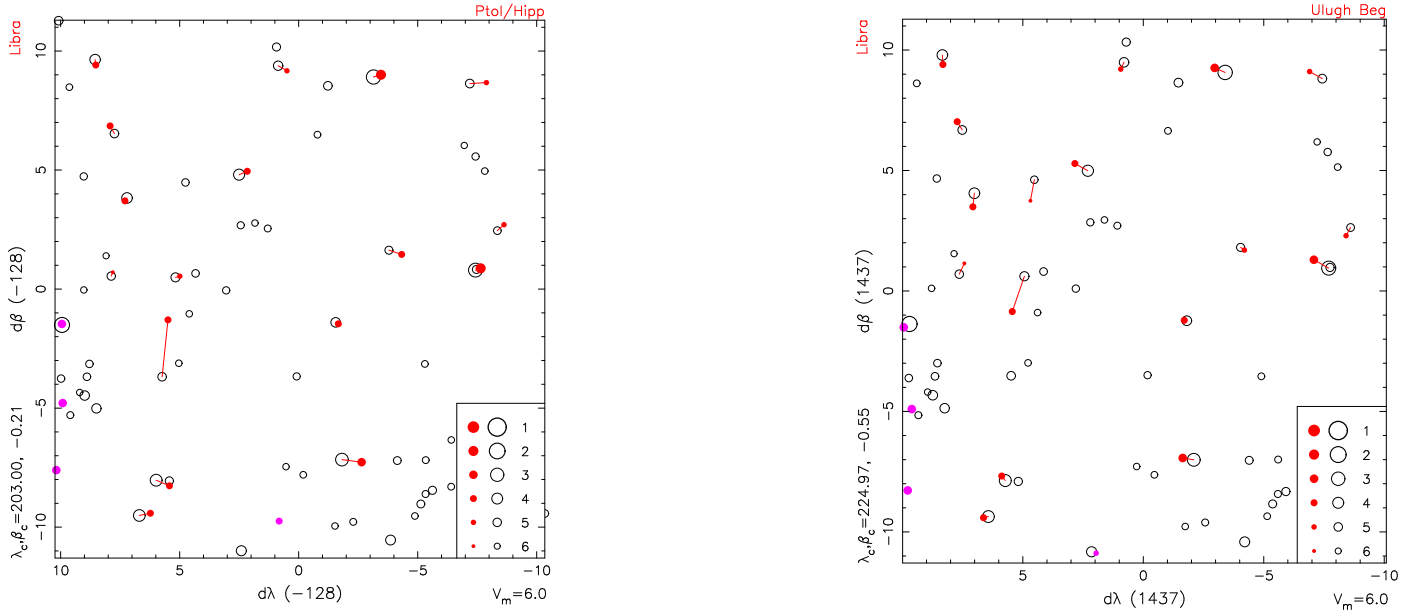 Libra
Ptol/Hipp
10
5
0
-5
-10
dβ (-128)
λc,βc=203.00, -0.21
1
2
3
4
5
6
10
5
0
-5
-10
dλ (-128)
Vm=6.0
Libra
Ulugh Beg
10
5
0
-5
-10
dβ (1437)
λc,βc=224.97, -0.55
1
2
3
4
5
6
5
0
-5
-10
dλ (1437)
Vm=6.0